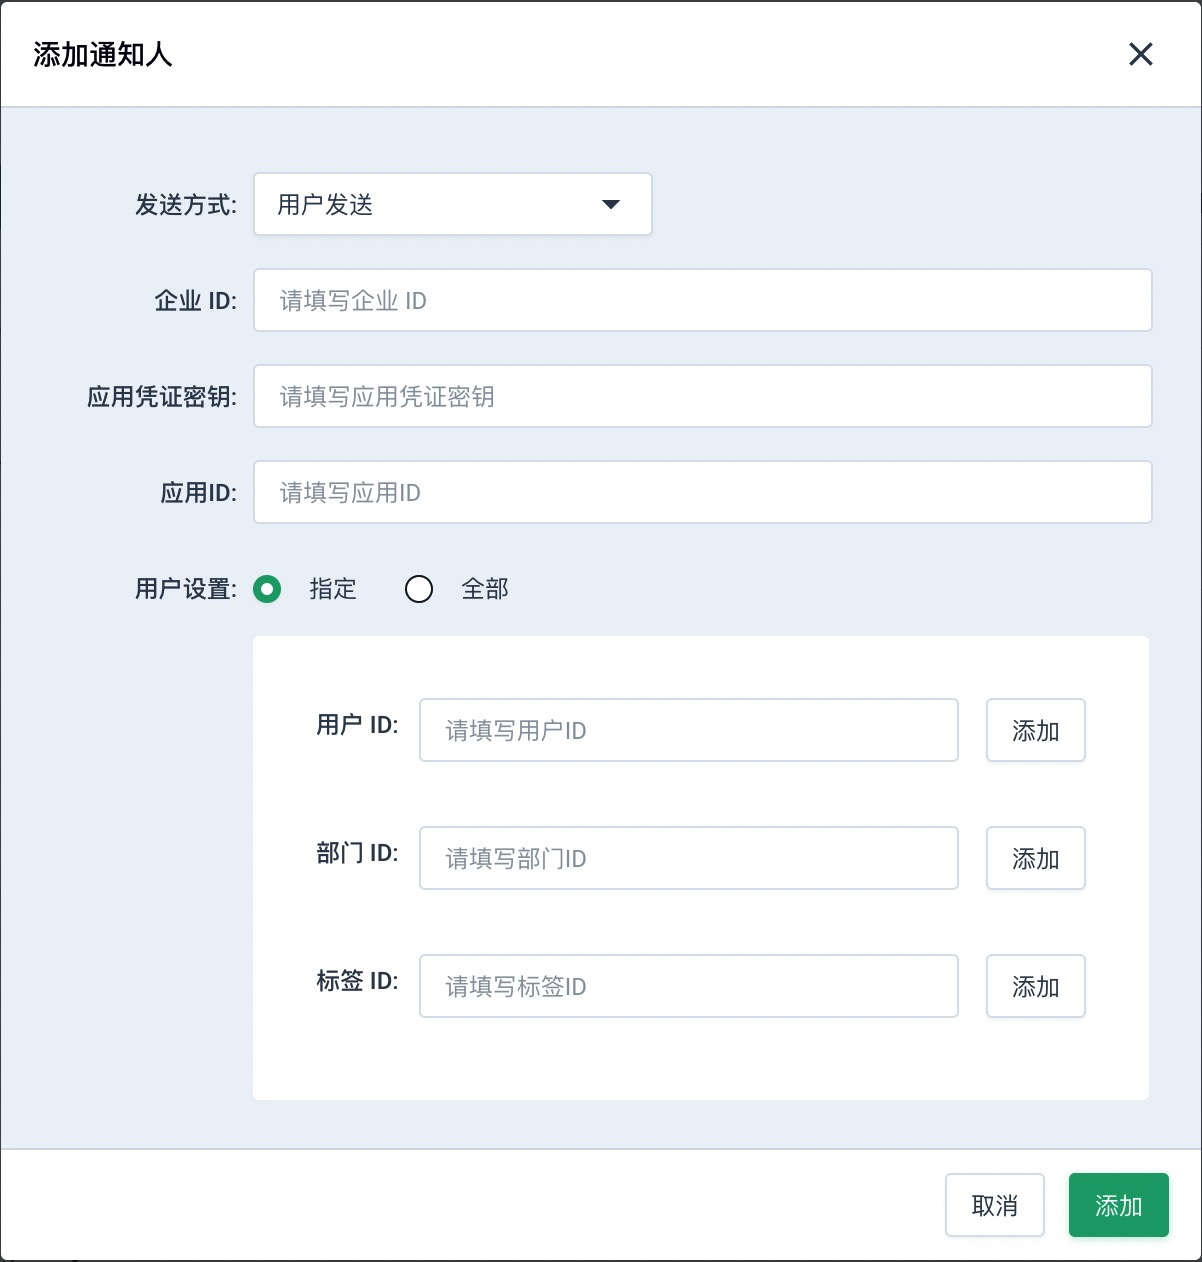 添加通知人
发送方式: 用户发送
企业 ID: 请填写企业 ID
应用凭证密钥: 请填写应用凭证密钥
应用ID: 请填写应用ID
用户设置: 指定 全部
用户 ID: 请填写用户ID 添加
部门 ID: 请填写部门ID 添加
标签 ID: 请填写标签ID 添加
取消 添加